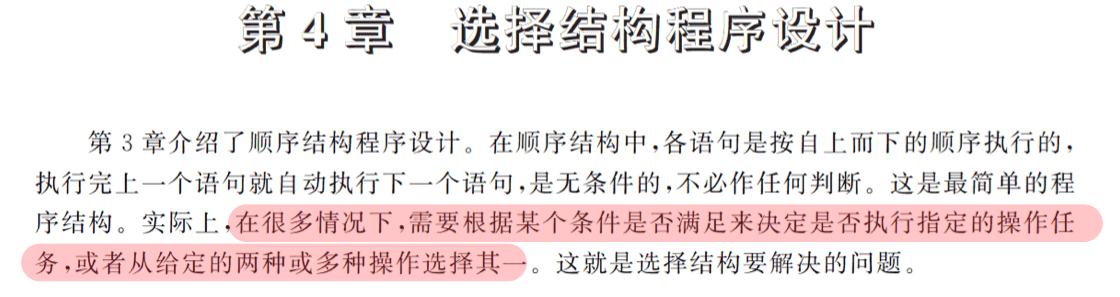 第4章 选择结构程序设计
第3章介绍了顺序结构程序设计。在顺序结构中,各语句是按自上而下的顺序执行的,
执行完上一个语句就自动执行下一个语句,是无条件的,不必作任何判断。这是最简单的程
序结构。实际上,在很多情况下,需要根据某个条件是否满足来决定是否执行指定的操作任
务,或者从给定的两种或多种操作选择其一。这就是选择结构要解决的问题。